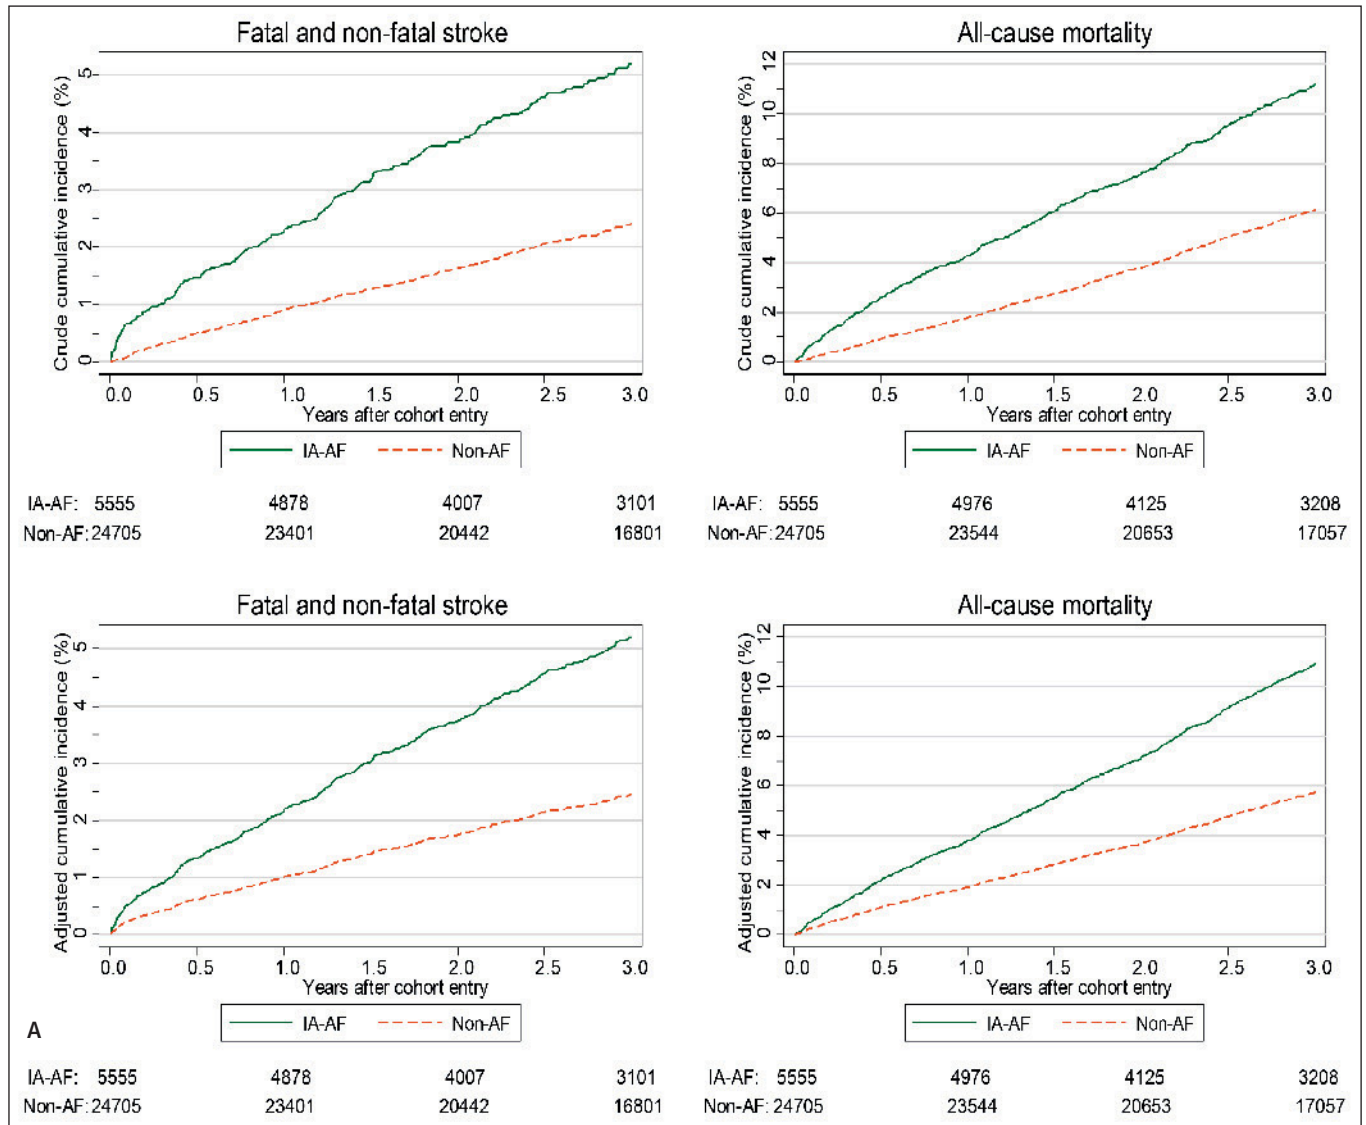 Fatal and non-fatal stroke
Crude cumulative incidence (%)
0 1 2 3 4 5
0.0 0.5 1.0 1.5 2.0 2.5 3.0
Years after cohort entry
IA-AF Non-AF
IA-AF: 5555 4878 4007 3101
Non-AF: 24705 23401 20442 16801
All-cause mortality
Crude cumulative incidence (%)
0 2 4 6 8 10 12
0.0 0.5 1.0 1.5 2.0 2.5 3.0
Years after cohort entry
IA-AF Non-AF
IA-AF: 5555 4976 4125 3208
Non-AF: 24705 23544 20653 17057
Fatal and non-fatal stroke
Adjusted cumulative incidence (%)
0 1 2 3 4 5
0.0 0.5 1.0 1.5 2.0 2.5 3.0
Years after cohort entry
IA-AF Non-AF
A
IA-AF: 5555 4878 4007 3101
Non-AF: 24705 23401 20442 16801
All-cause mortality
Adjusted cumulative incidence (%)
0 2 4 6 8 10 12
0.0 0.5 1.0 1.5 2.0 2.5 3.0
Years after cohort entry
IA-AF Non-AF
IA-AF: 5555 4976 4125 3208
Non-AF: 24705 23544 20653 17057